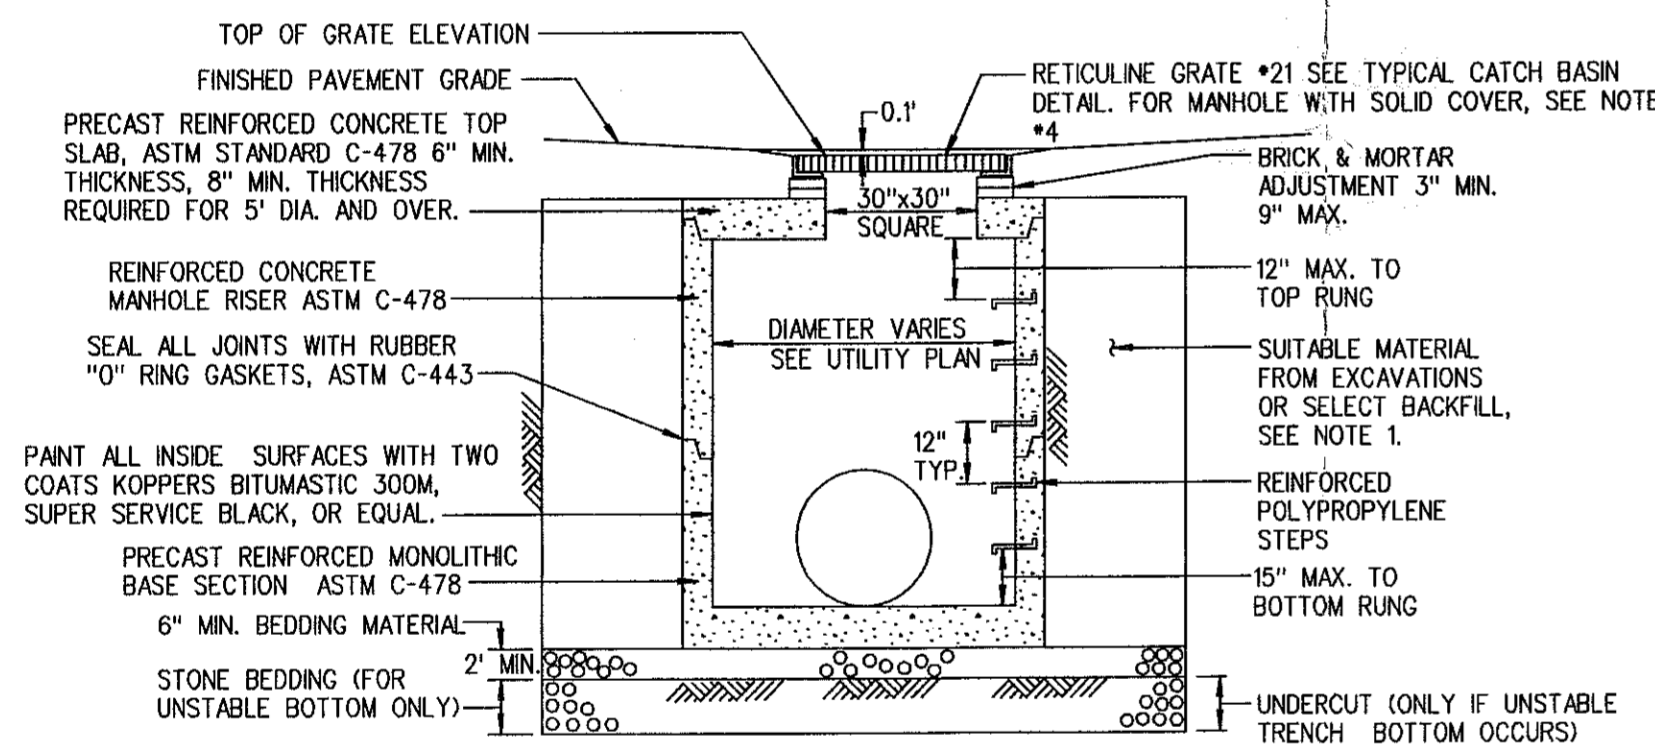 TOP OF GRATE ELEVATION
FINISHED PAVEMENT GRADE
PRECAST REINFORCED CONCRETE TOP
SLAB, ASTM STANDARD C-478 6" MIN.
THICKNESS, 8" MIN. THICKNESS
REQUIRED FOR 5' DIA. AND OVER.
REINFORCED CONCRETE
MANHOLE RISER ASTM C-478
SEAL ALL JOINTS WITH RUBBER
"O" RING GASKETS, ASTM C-443
PAINT ALL INSIDE SURFACES WITH TWO
COATS KOPPERS BITUMASTIC 300M,
SUPER SERVICE BLACK, OR EQUAL.
PRECAST REINFORCED MONOLITHIC
BASE SECTION ASTM C-478
6" MIN. BEDDING MATERIAL
2' MIN.
STONE BEDDING (FOR
UNSTABLE BOTTOM ONLY)
0.1'
30"x30"
SQUARE
DIAMETER VARIES
SEE UTILITY PLAN
12"
TYP.
RETICULINE GRATE *21 SEE TYPICAL CATCH BASIN
DETAIL. FOR MANHOLE WITH SOLID COVER, SEE NOTE
*4
BRICK & MORTAR
ADJUSTMENT 3" MIN.
9" MAX.
12" MAX. TO
TOP RUNG
SUITABLE MATERIAL
FROM EXCAVATIONS
OR SELECT BACKFILL,
SEE NOTE 1.
REINFORCED
POLYPROPYLENE
STEPS
15" MAX. TO
BOTTOM RUNG
UNDERCUT (ONLY IF UNSTABLE
TRENCH BOTTOM OCCURS)